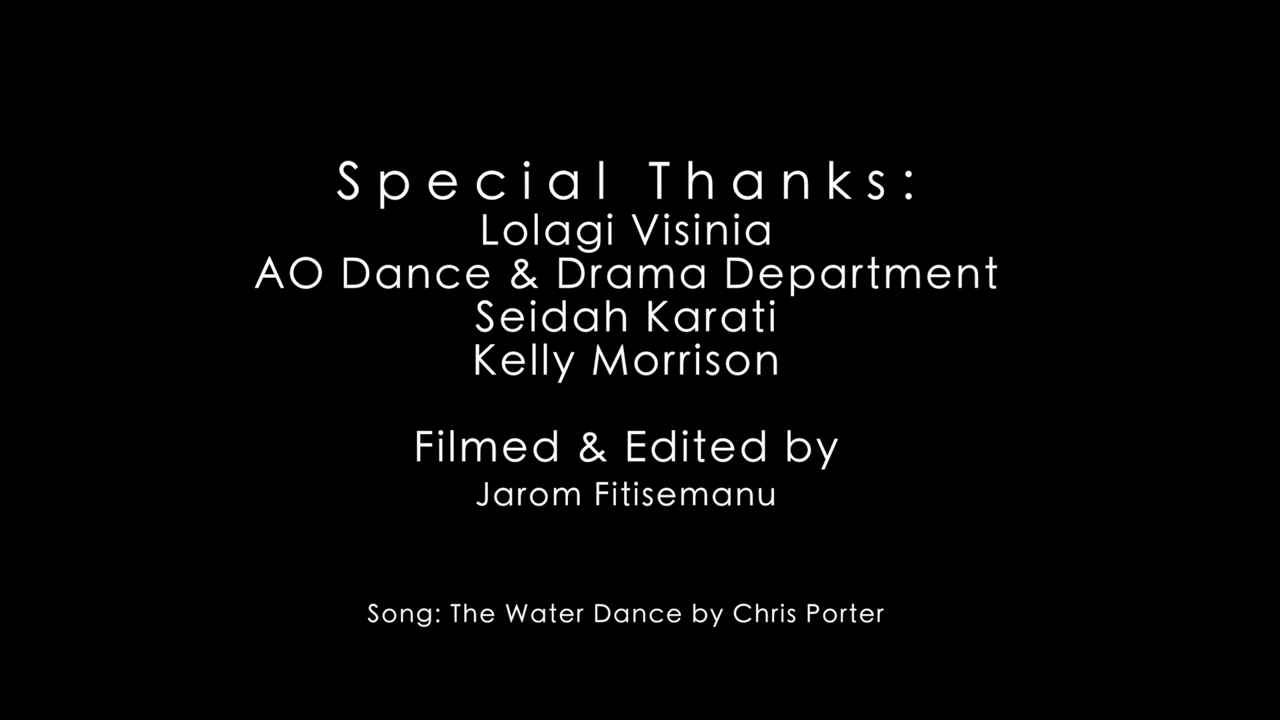 Special Thanks:
Lolagi Visinia
AO Dance & Drama Department
Seidah Karati
Kelly Morrison
Filmed & Edited by
Jarom Fitisemanu
Song: The Water Dance by Chris Porter